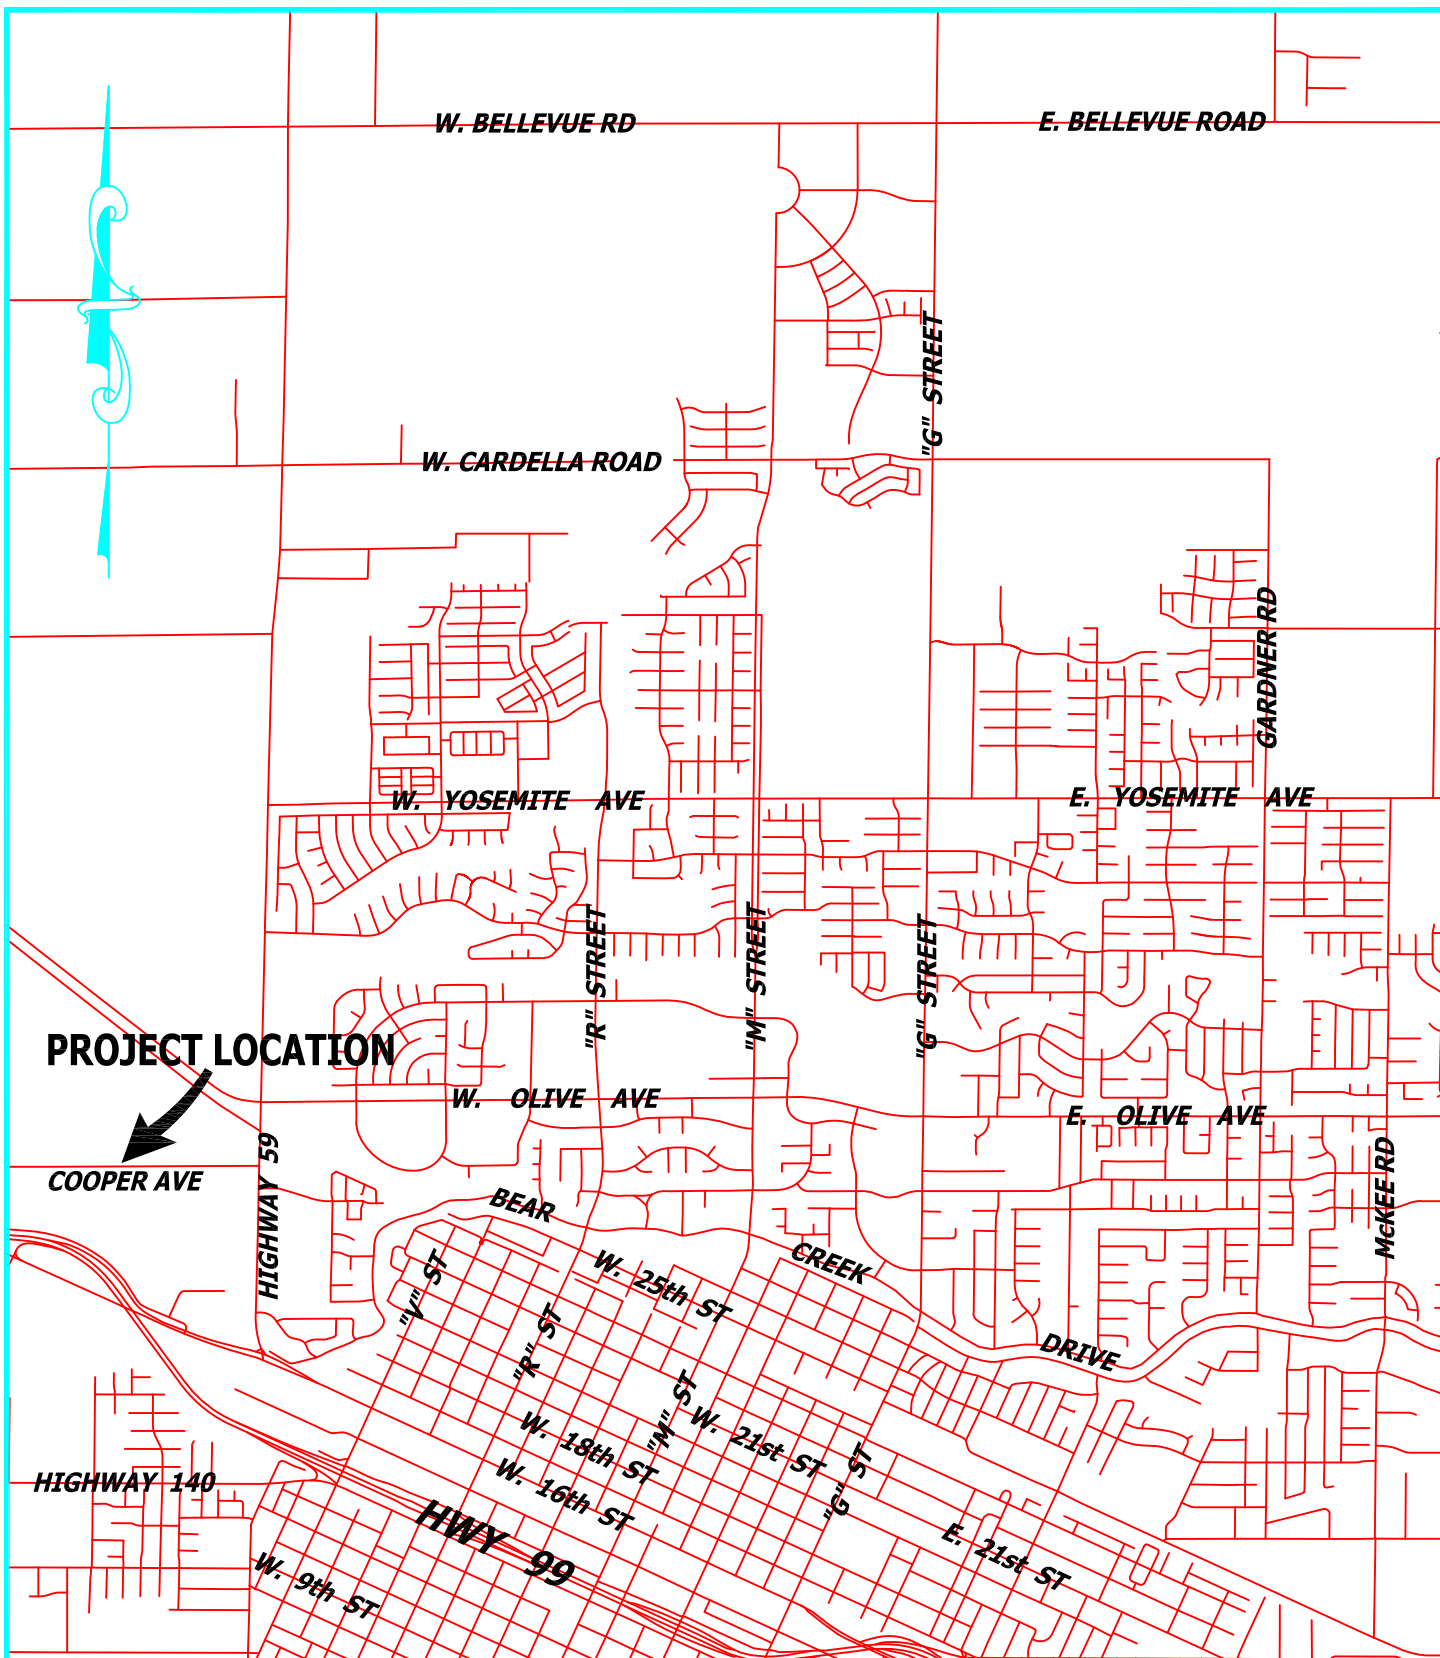 W. BELLEVUE RD
E. BELLEVUE ROAD
"G" STREET
W. CARDELLA ROAD
GARDNER RD
W. YOSEMITE AVE
E. YOSEMITE AVE
"R" STREET
"M" STREET
"G" STREET
PROJECT LOCATION
W. OLIVE AVE
E. OLIVE AVE
COOPER AVE
HIGHWAY 59
McKEE RD
BEAR
CREEK
DRIVE
W. 25th ST
"V" ST
"R" ST
"M" ST
"G" ST
W. 21st ST
W. 18th ST
W. 16th ST
HIGHWAY 140
HWY 99
E. 21st ST
W. 9th ST